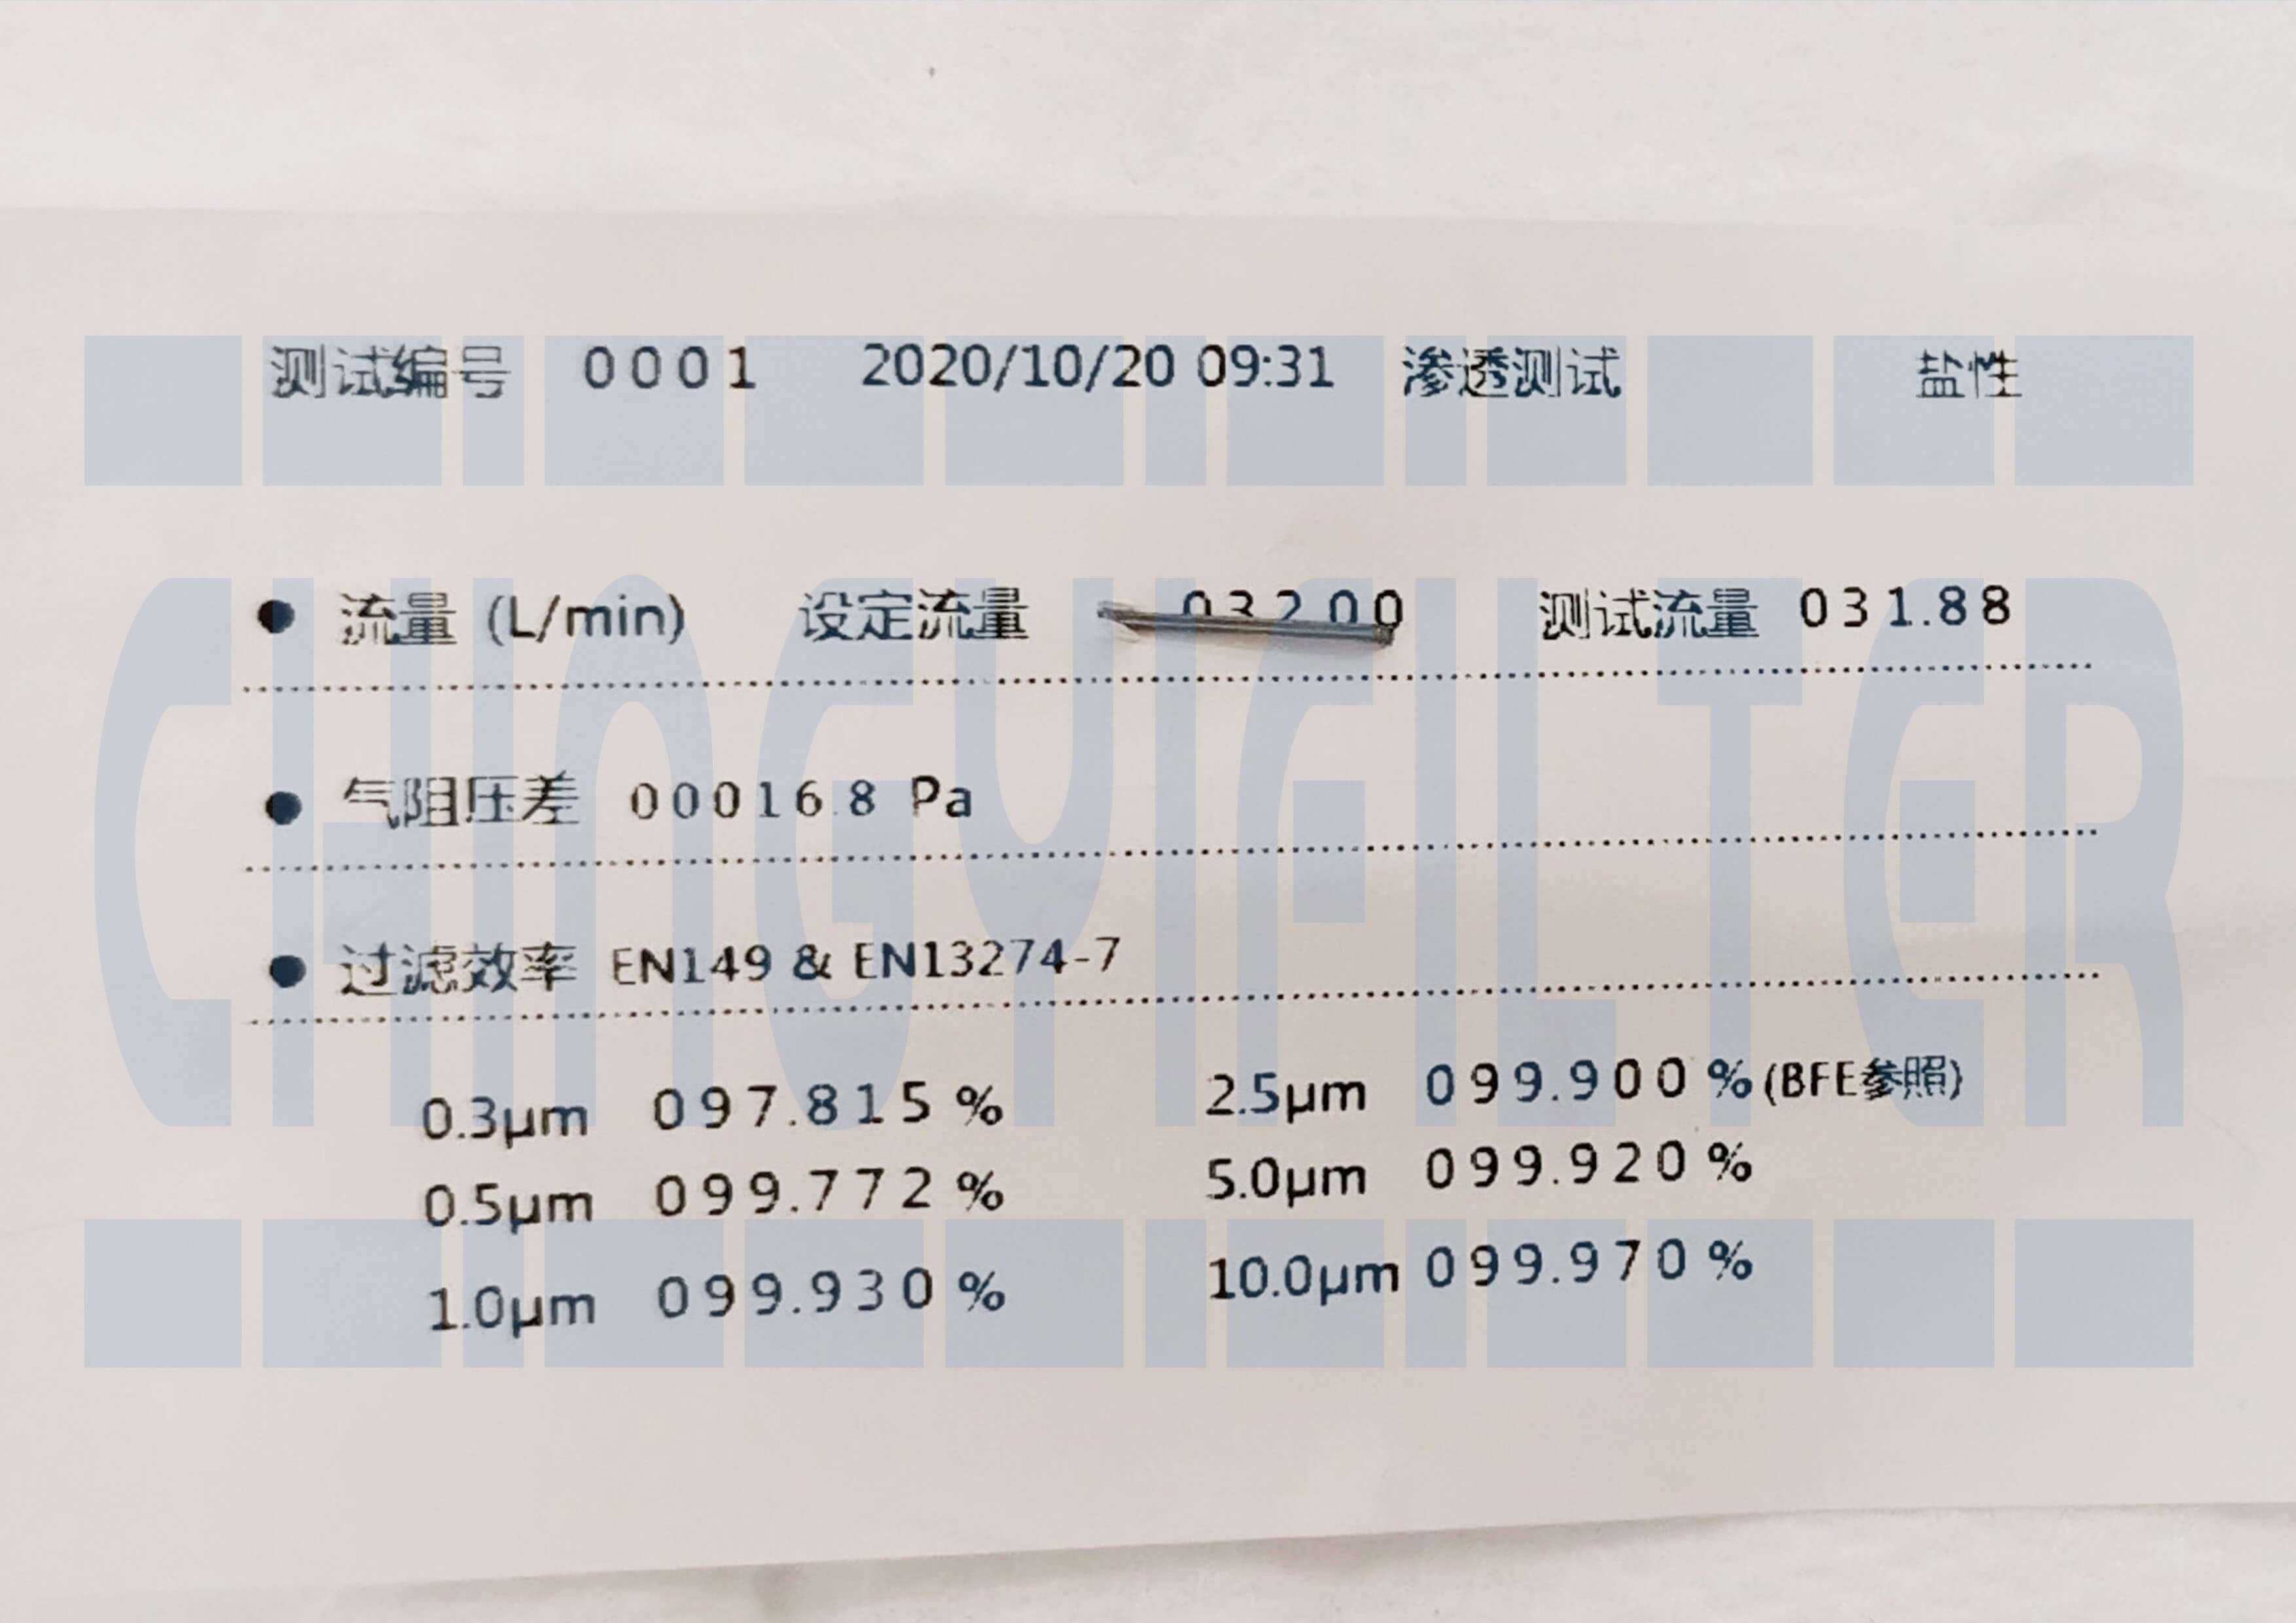 测试编号 0001 2020/10/20 09:31 渗透测试 盐性
● 流量 (L/min) 设定流量 03200 测试流量 031.88
● 气阻压差 00016.8 Pa
● 过滤效率 EN149 & EN13274-7
0.3μm 097.815 % 2.5μm 099.900 % (BFE参照)
0.5μm 099.772 % 5.0μm 099.920 %
1.0μm 099.930 % 10.0μm 099.970 %
CHINGYIFILTER